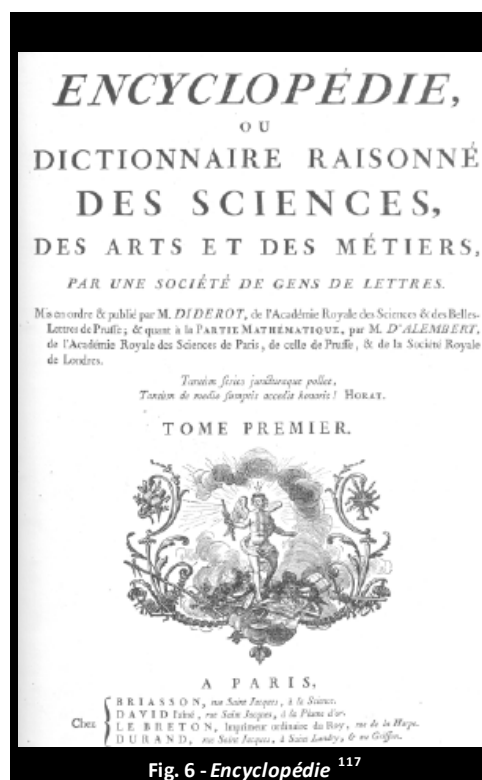 ENCYCLOPÉDIE,
OU
DICTIONNAIRE RAISONNÉ
DES SCIENCES,
DES ARTS ET DES MÉTIERS,
PAR UNE SOCIÉTÉ DE GENS DE LETTRES.
Mis en ordre & publié par M. DIDEROT, de l'Académie Royale des Sciences & des Belles-
Lettres de Prusse; & quant à la PARTIE MATHÉMATIQUE, par M. D'ALEMBERT,
de l'Académie Royale des Sciences de Paris, de celle de Prusse, & de la Société Royale
de Londres.
Tantùm series juncturaque pollet,
Tantùm de medio sumptis accedit honoris! HORAT.
TOME PREMIER.
A PARIS,
Chez
BRIASSON, rue Saint Jacques, à la Science.
DAVID l'aîné, rue Saint Jacques, à la Plume d'or.
LE BRETON, Imprimeur ordinaire du Roy, rue de la Harpe.
DURAND, rue Saint Jacques, à Saint Landry, & au Griffon.
Fig. 6 - Encyclopédie 117